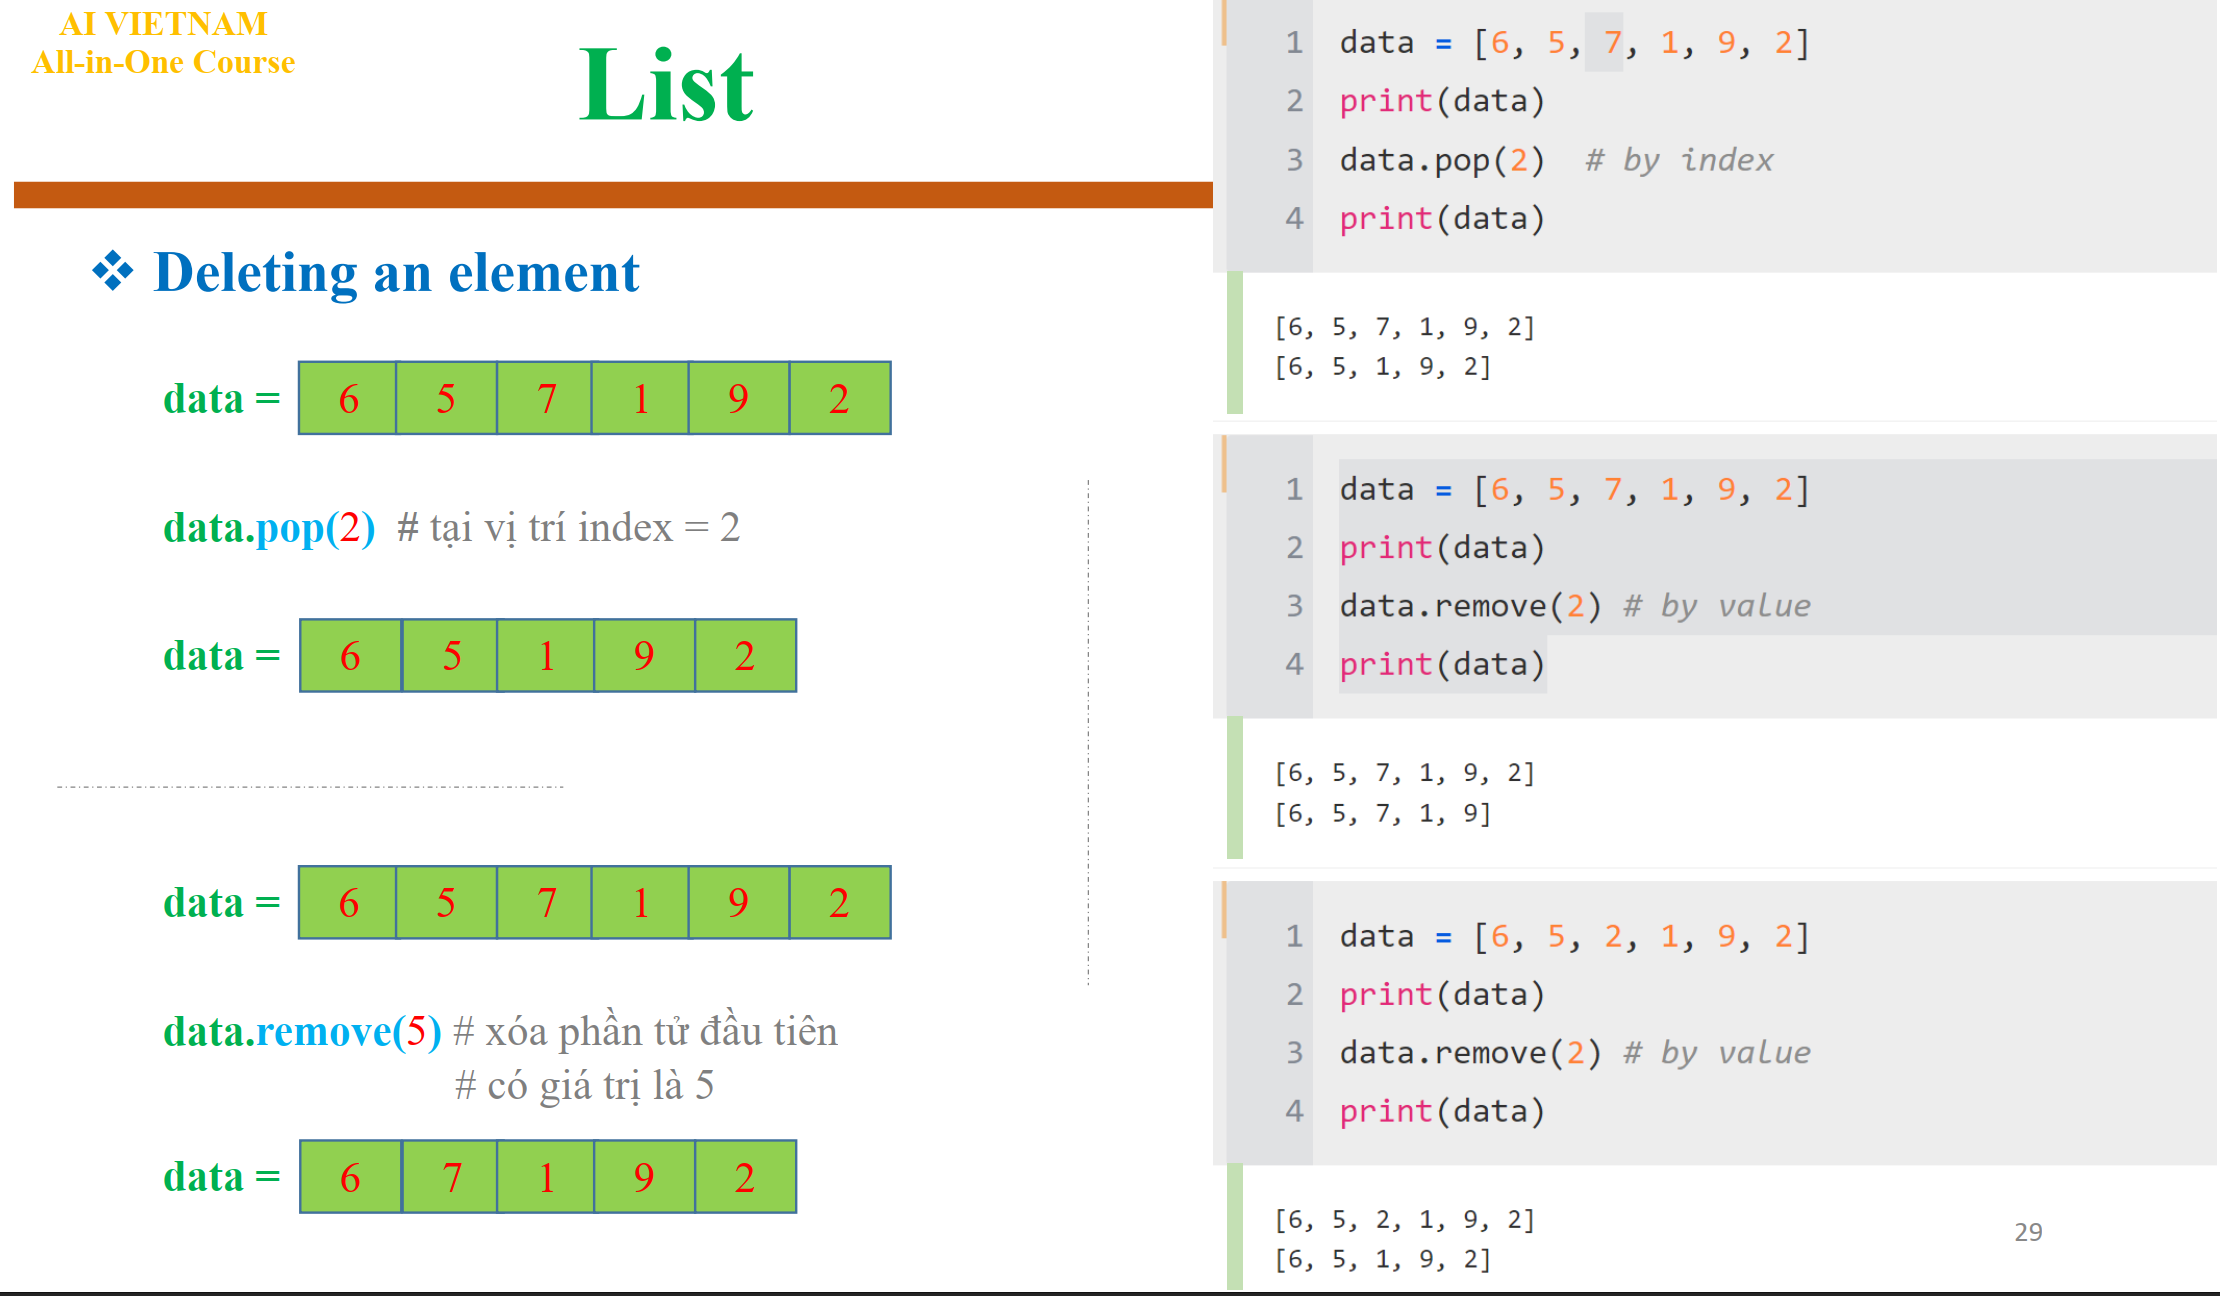 AI VIETNAM
All-in-One Course
List
❖ Deleting an element
data = 6 5 7 1 9 2
data.pop(2) # tại vị trí index = 2
data = 6 5 1 9 2
data = 6 5 7 1 9 2
data.remove(5) # xóa phần tử đầu tiên
# có giá trị là 5
data = 6 7 1 9 2
1 data = [6, 5, 7, 1, 9, 2]
2 print(data)
3 data.pop(2)  # by index
4 print(data)
[6, 5, 7, 1, 9, 2]
[6, 5, 1, 9, 2]
1 data = [6, 5, 7, 1, 9, 2]
2 print(data)
3 data.remove(2) # by value
4 print(data)
[6, 5, 7, 1, 9, 2]
[6, 5, 7, 1, 9]
1 data = [6, 5, 2, 1, 9, 2]
2 print(data)
3 data.remove(2) # by value
4 print(data)
[6, 5, 2, 1, 9, 2]
[6, 5, 1, 9, 2]
29